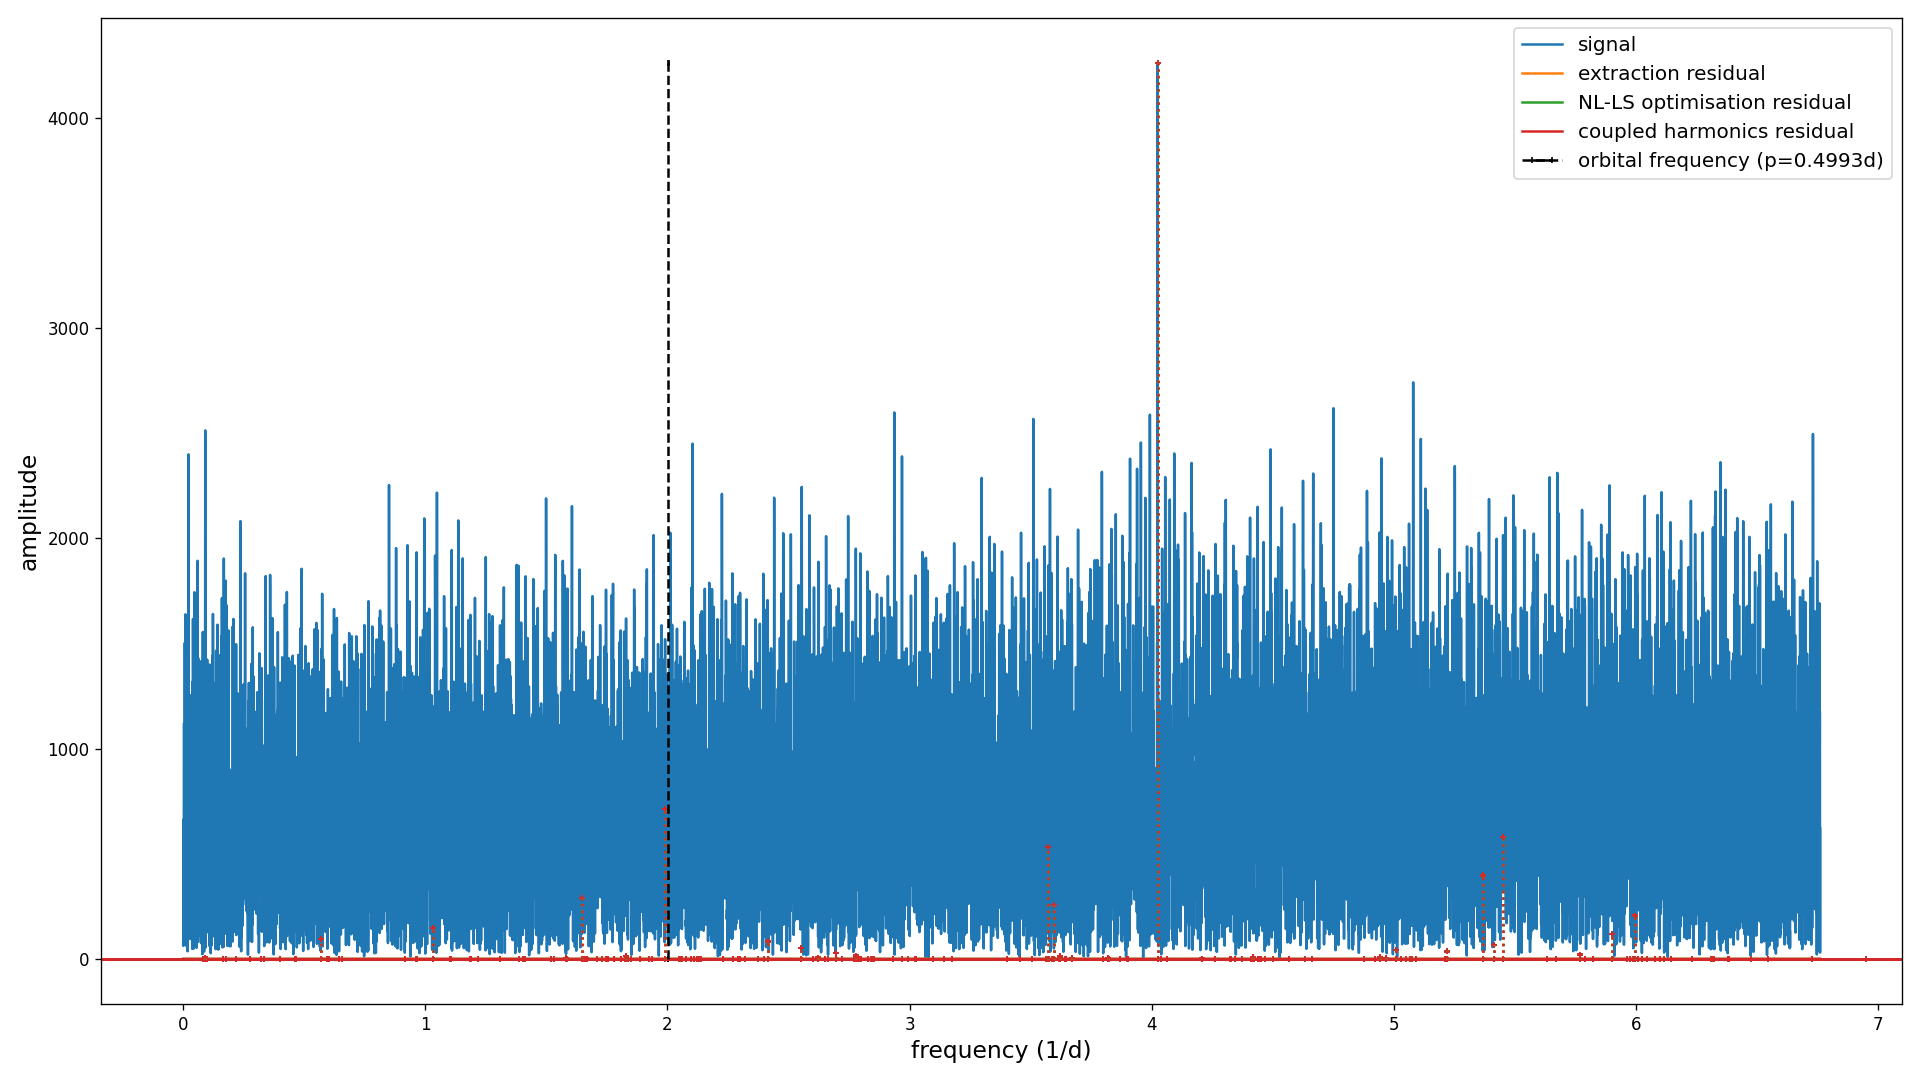 signal
extraction residual
NL-LS optimisation residual
coupled harmonics residual
orbital frequency (p=0.4993d)
amplitude
4000
3000
2000
1000
0
0 1 2 3 4 5 6 7
frequency (1/d)